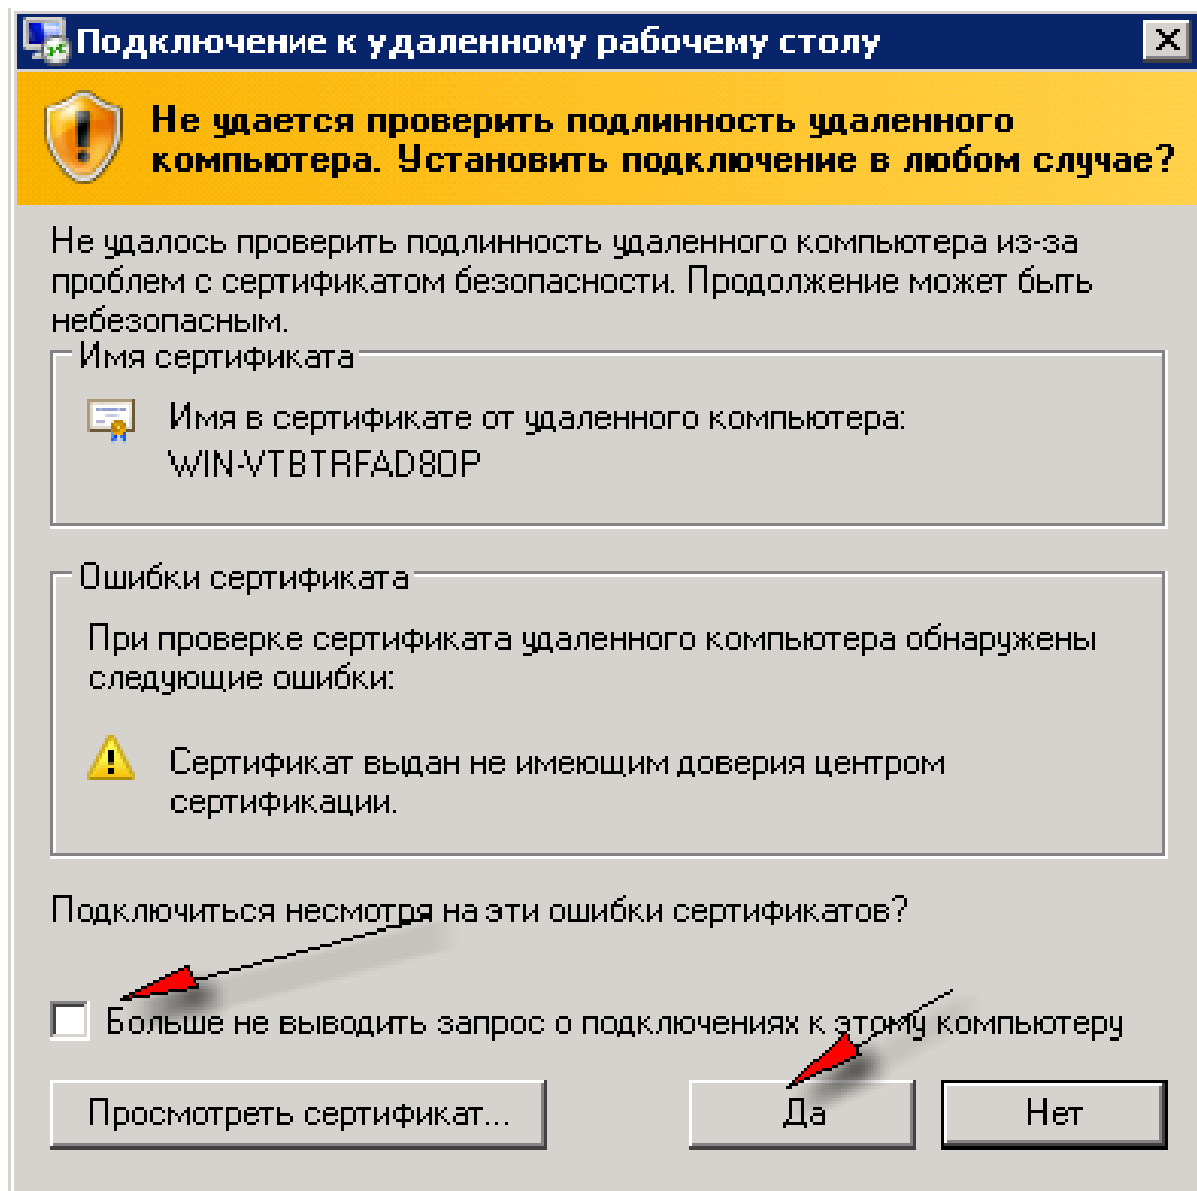 Подключение к удаленному рабочему столу
Не удается проверить подлинность удаленного
компьютера. Установить подключение в любом случае?
Не удалось проверить подлинность удаленного компьютера из-за
проблем с сертификатом безопасности. Продолжение может быть
небезопасным.
Имя сертификата
Имя в сертификате от удаленного компьютера:
WIN-VTBTRFAD8OP
Ошибки сертификата
При проверке сертификата удаленного компьютера обнаружены
следующие ошибки:
Сертификат выдан не имеющим доверия центром
сертификации.
Подключиться несмотря на эти ошибки сертификатов?
Больше не выводить запрос о подключениях к этому компьютеру
Просмотреть сертификат...
Да
Нет